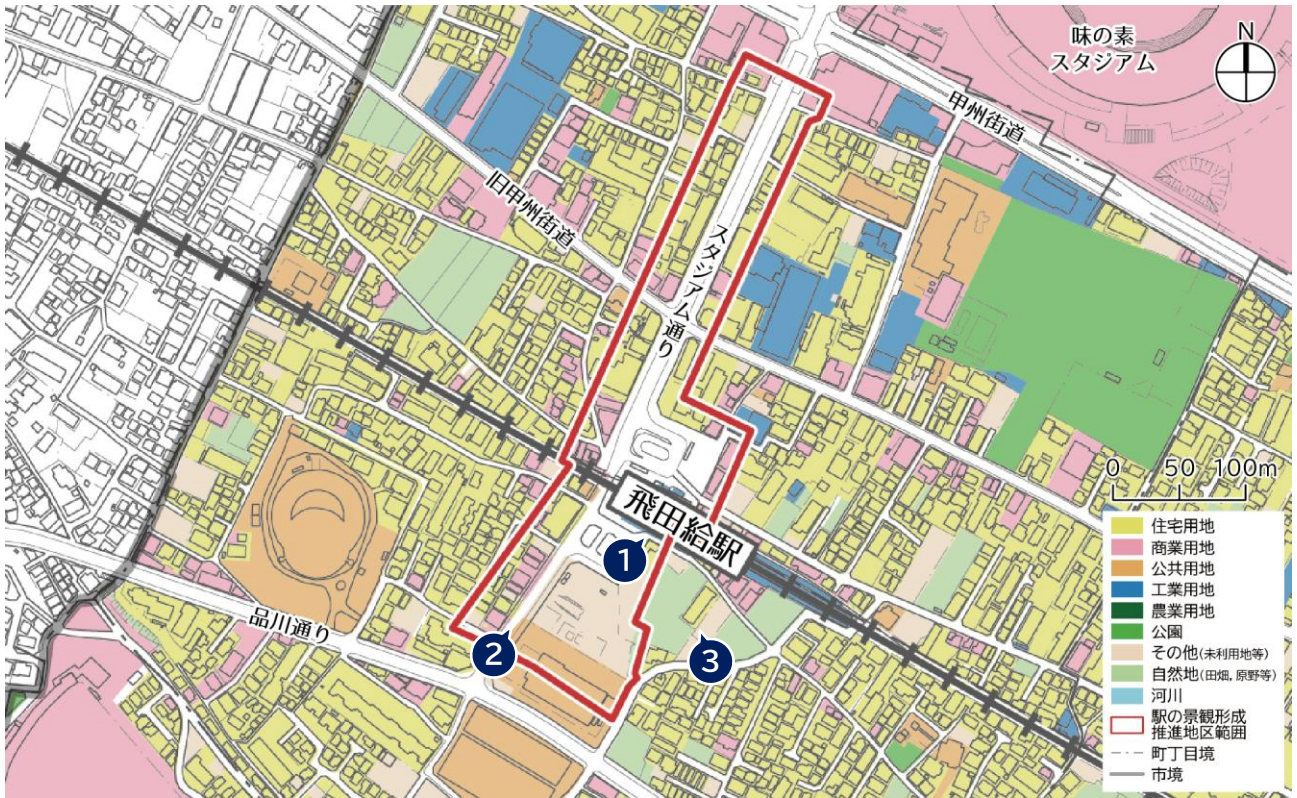 味の素
スタジアム
N
甲州街道
旧甲州街道
スタジアム通り
0 50 100m
飛田給駅
1
品川通り
2
3
住宅用地
商業用地
公共用地
工業用地
農業用地
公園
その他(未利用地等)
自然地(田畑,原野等)
河川
駅の景観形成
推進地区範囲
町丁目境
市境